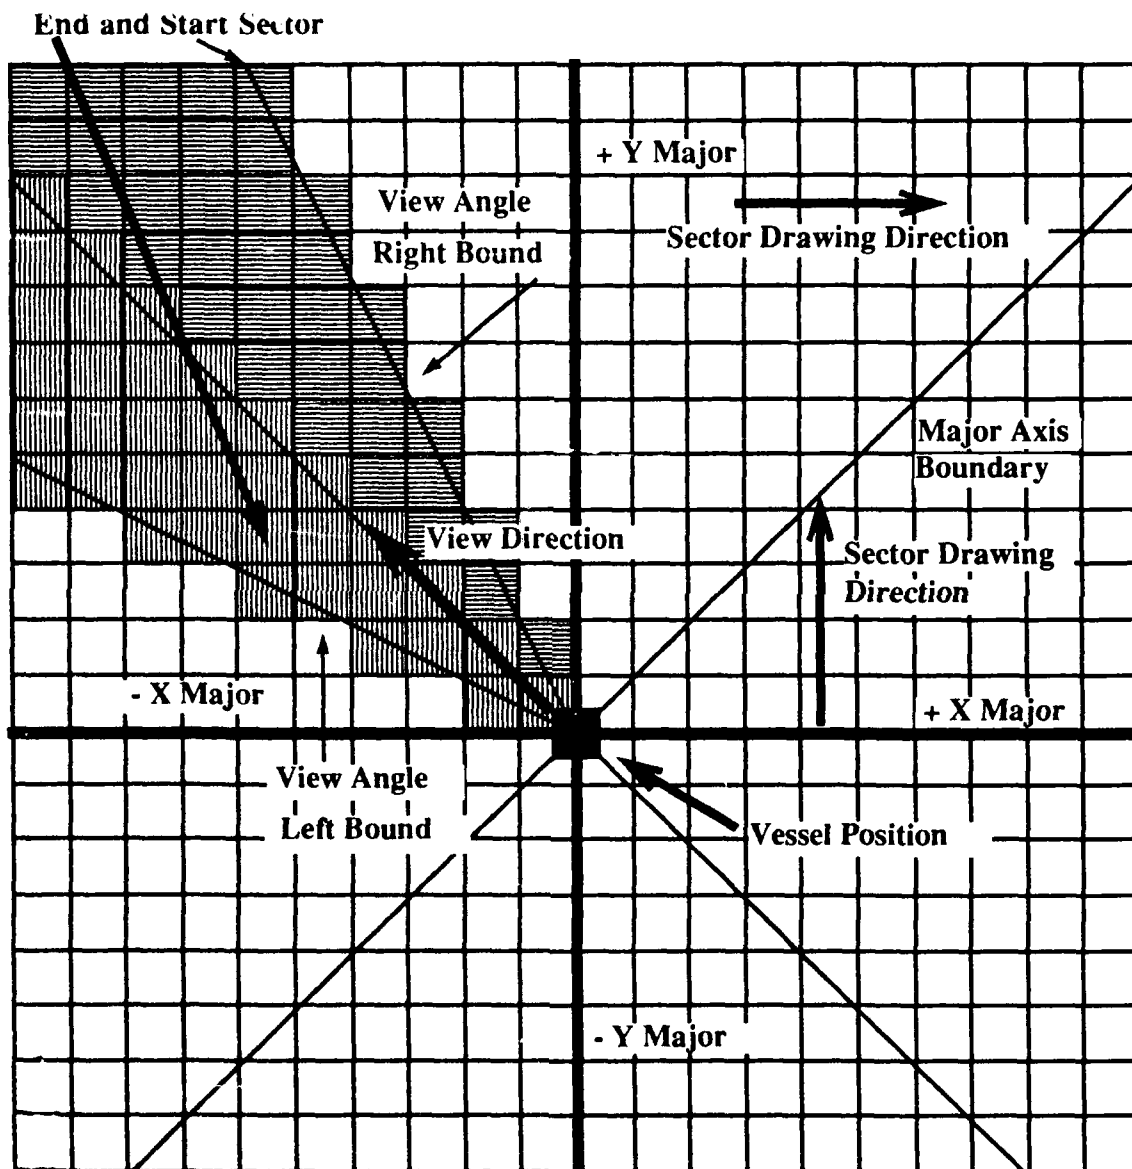 End and Start Sector
+ Y Major
View Angle
Right Bound
Sector Drawing Direction
Major Axis
Boundary
View Direction
Sector Drawing
Direction
- X Major
+ X Major
View Angle
Left Bound
Vessel Position
- Y Major